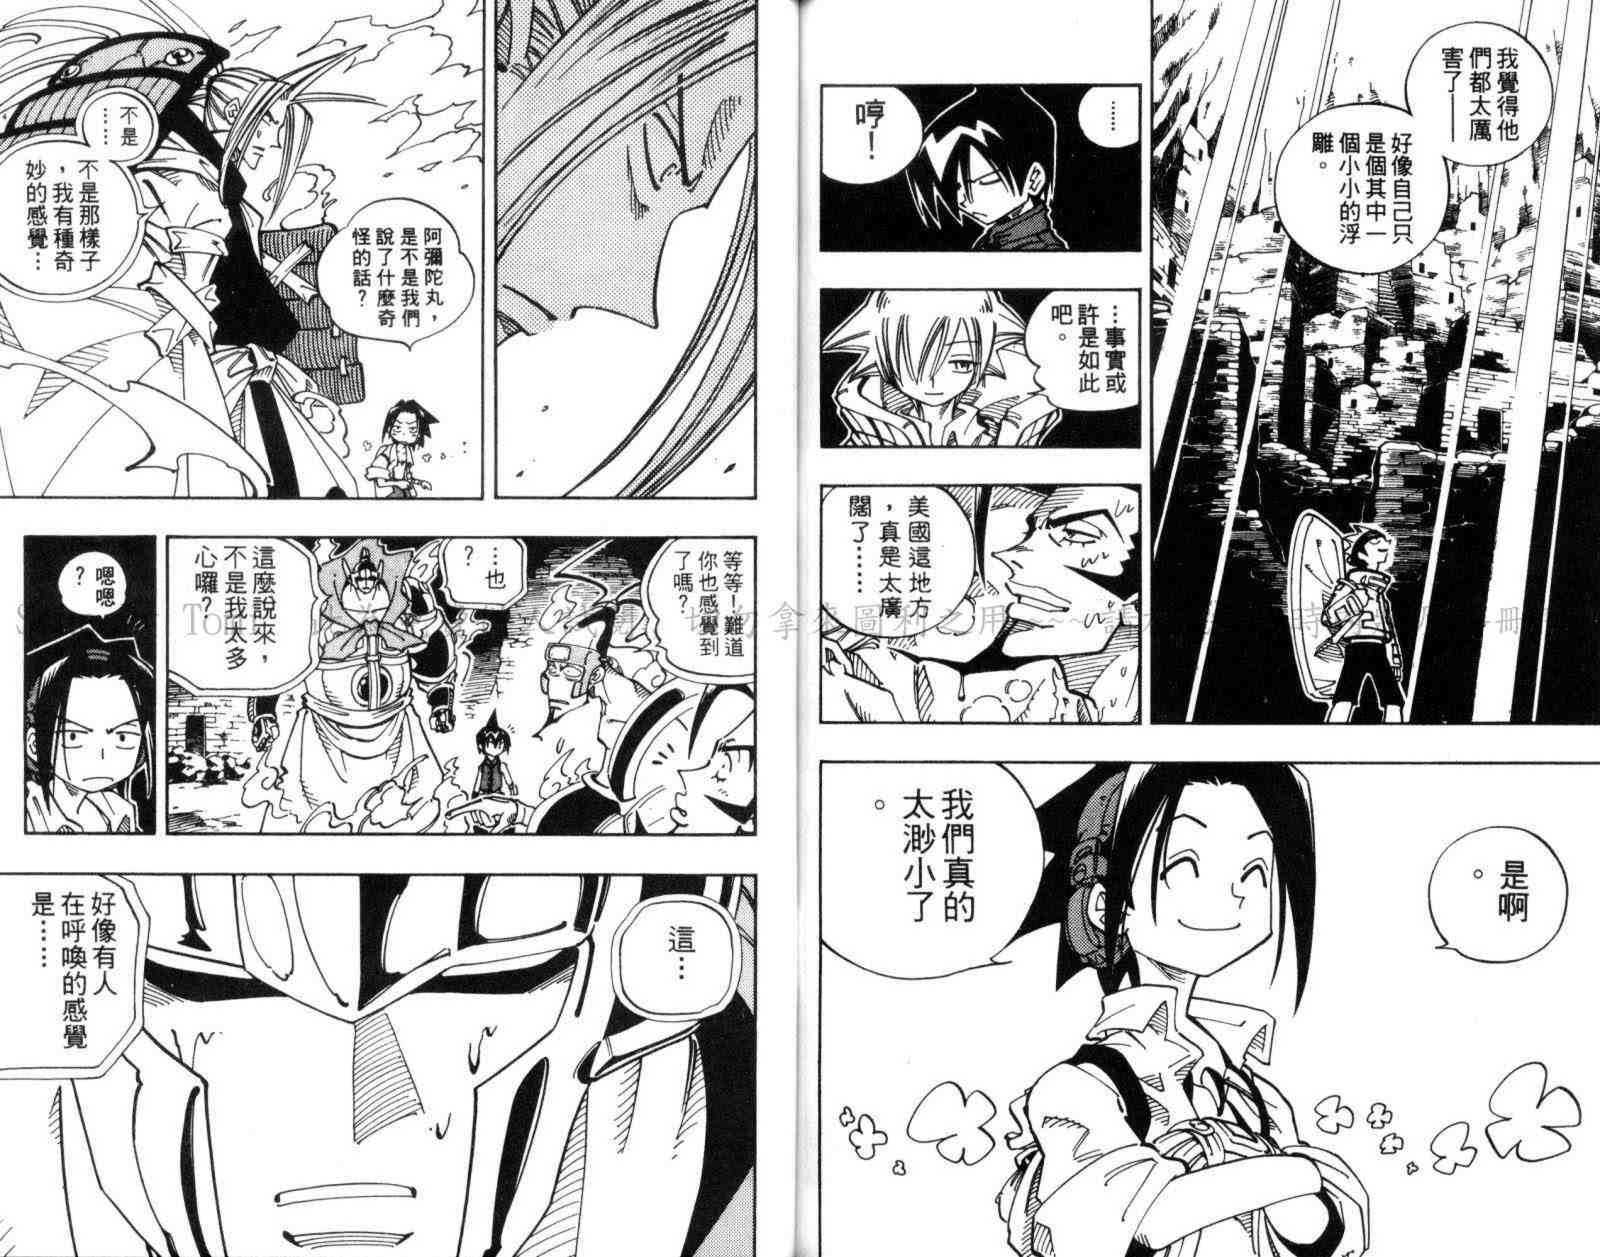 我覺得他
們都太厲
害了——
好像自己只
是個其中一
個小小的浮
雕。
……
哼！
…事實或
許是如此
吧。
美國這地方
，真是太廣
闊了……
是啊
。
我們真的
太渺小了
。
阿彌陀丸，
是不是我們
說了什麼奇
怪的話？
不是
……
不是那樣子
，我有種奇
妙的感覺…
等等！難道
你也感覺到
了嗎？
…也
？
這麼說來，
不是我太多
心囉？
嗯嗯
？
這…
好像有人
在呼喚的感覺
是……